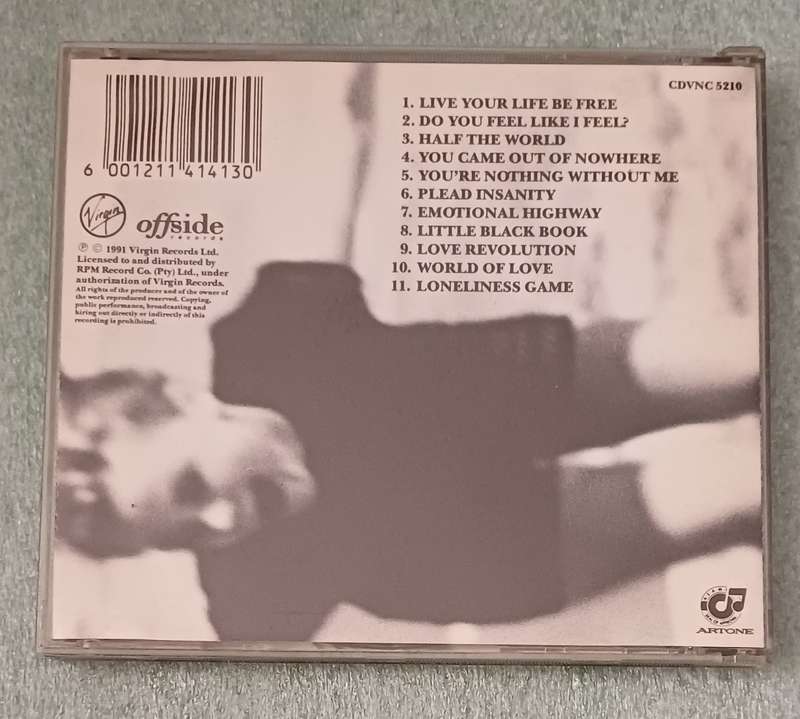 CDVNC 5210
1. LIVE YOUR LIFE BE FREE
2. DO YOU FEEL LIKE I FEEL?
3. HALF THE WORLD
4. YOU CAME OUT OF NOWHERE
5. YOU'RE NOTHING WITHOUT ME
6. PLEAD INSANITY
7. EMOTIONAL HIGHWAY
8. LITTLE BLACK BOOK
9. LOVE REVOLUTION
10. WORLD OF LOVE
11. LONELINESS GAME
6 001211 414130
Virgin
offside
records
℗ © 1991 Virgin Records Ltd.
Licensed to and distributed by
RPM Record Co. (Pty) Ltd., under
authorization of Virgin Records.
All rights of the producer and of the owner of
the work reproduced reserved. Copying,
public performance, broadcasting and
hiring out directly or indirectly of this
recording is prohibited.
ARTONE